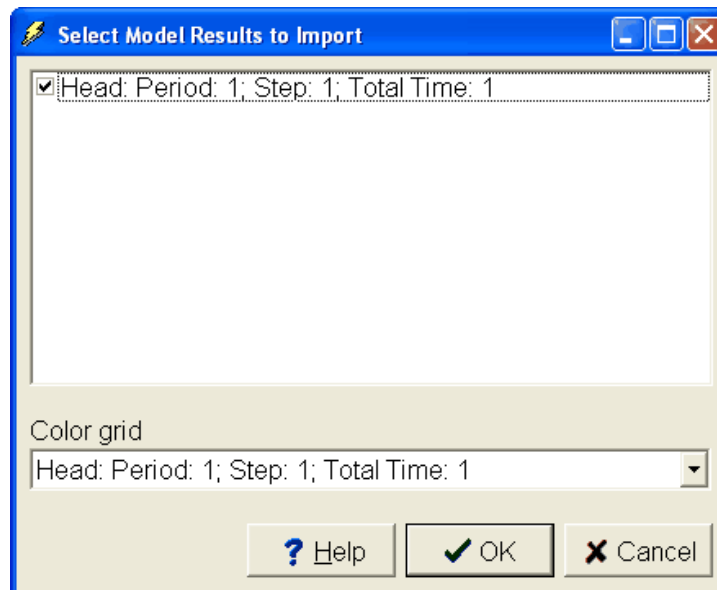 Select Model Results to Import
Head: Period: 1; Step: 1; Total Time: 1
Color grid
Head: Period: 1; Step: 1; Total Time: 1
? Help
OK
Cancel